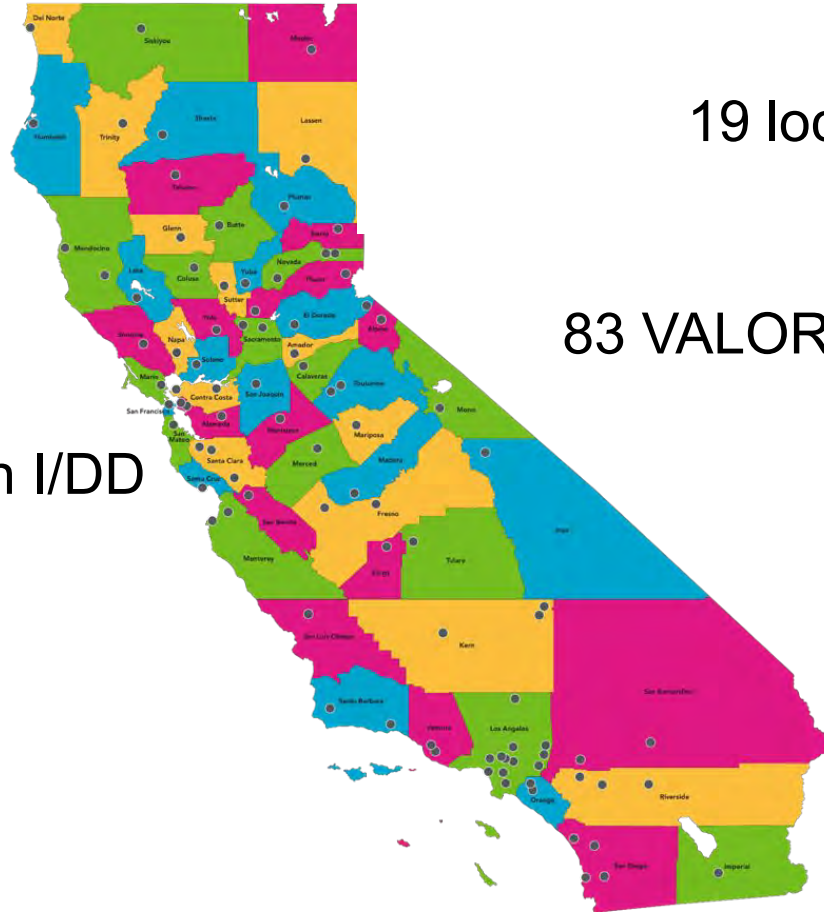 Del Norte
Siskiyou
Modoc
19 loc
Humboldt
Trinity
Shasta
Lassen
Tehama
Plumas
Glenn
Butte
Sierra
Mendocino
Lake
Colusa
Yuba
Nevada
Placer
Sutter
Sonoma
Napa
Yolo
El Dorado
Sacramento
Alpine
Amador
83 VALOR
Solano
Calaveras
Marin
Contra Costa
San Joaquin
Tuolumne
Mono
San Francisco
Alameda
Stanislaus
Mariposa
San
Mateo
Santa Clara
Merced
Madera
n I/DD
Santa Cruz
Fresno
San Benito
Inyo
Monterey
Kings
Tulare
San Luis Obispo
Kern
San Bernardino
Santa Barbara
Ventura
Los Angeles
Orange
Riverside
San Diego
Imperial